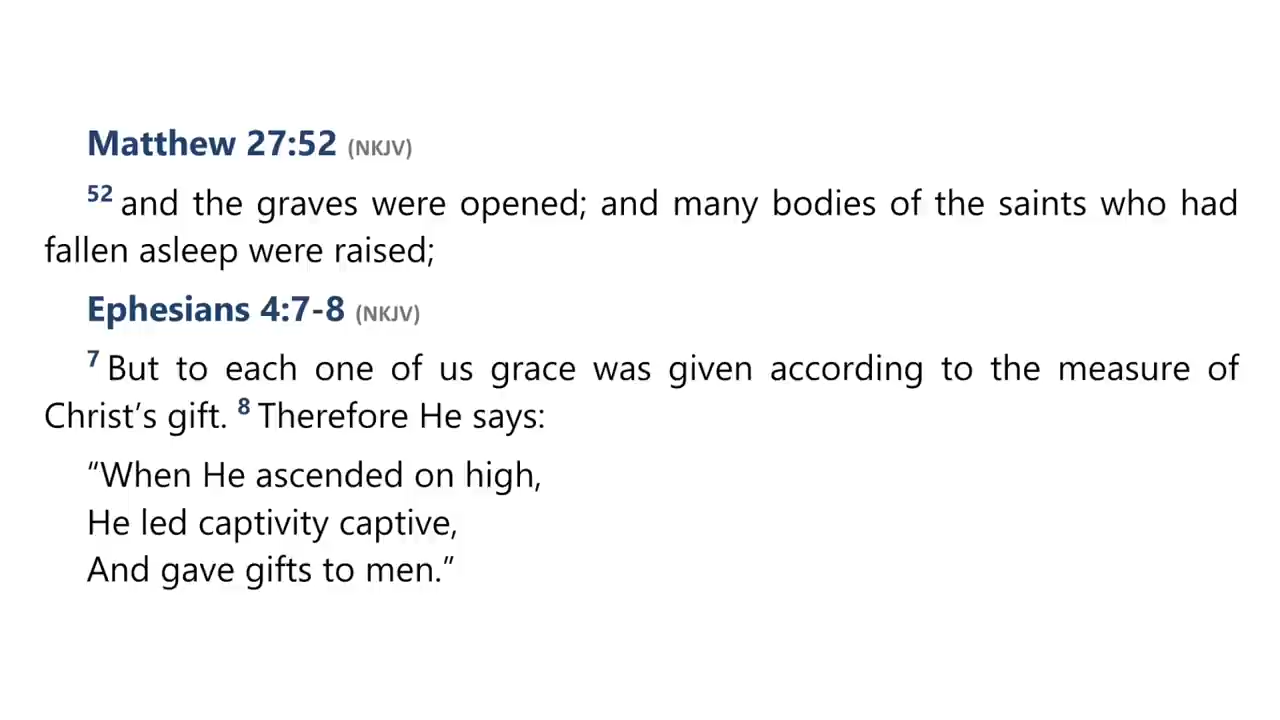 Matthew 27:52 (NKJV)
52 and the graves were opened; and many bodies of the saints who had
fallen asleep were raised;
Ephesians 4:7-8 (NKJV)
7 But to each one of us grace was given according to the measure of
Christ’s gift. 8 Therefore He says:
“When He ascended on high,
He led captivity captive,
And gave gifts to men.”